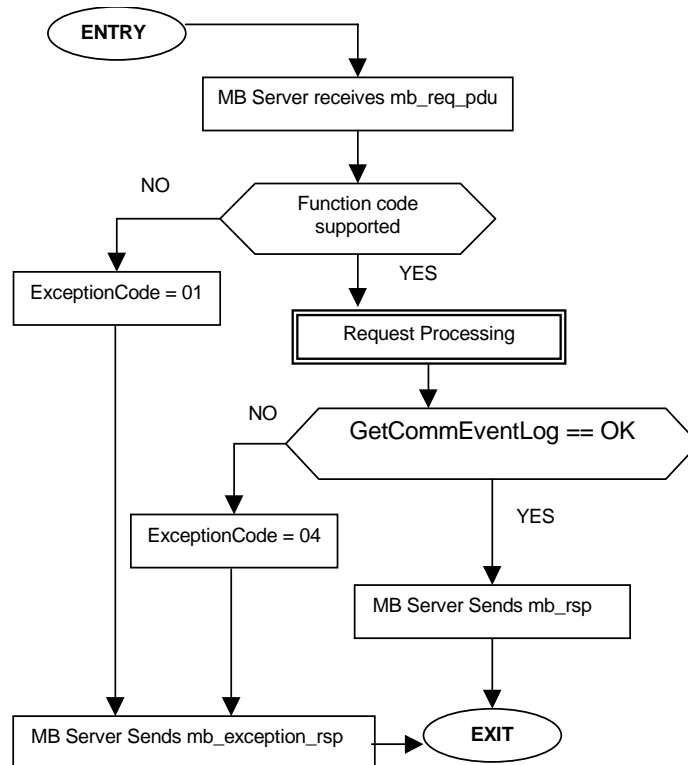 ENTRY
MB Server receives mb_req_pdu
NO
Function code
supported
YES
ExceptionCode = 01
Request Processing
NO
GetCommEventLog == OK
YES
ExceptionCode = 04
MB Server Sends mb_rsp
MB Server Sends mb_exception_rsp
EXIT